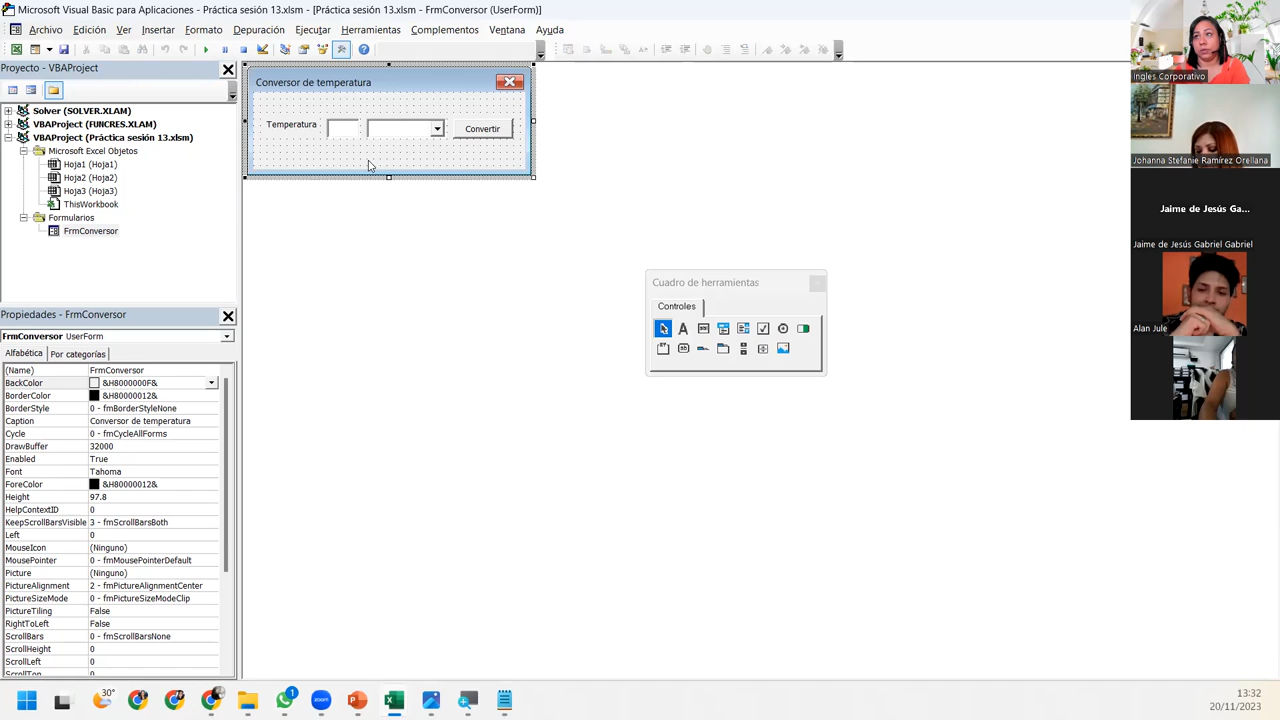 Microsoft Visual Basic para Aplicaciones - Práctica sesión 13.xlsm - [Práctica sesión 13.xlsm - FrmConversor (UserForm)]
Archivo Edición Ver Insertar Formato Depuración Ejecutar Herramientas Complementos Ventana Ayuda
Proyecto - VBAProject
Solver (SOLVER.XLAM)
VBAProject (FUNCRES.XLAM)
VBAProject (Práctica sesión 13.xlsm)
Microsoft Excel Objetos
Hoja1 (Hoja1)
Hoja2 (Hoja2)
Hoja3 (Hoja3)
ThisWorkbook
Formularios
FrmConversor
Propiedades - FrmConversor
FrmConversor UserForm
Alfabética Por categorías
(Name) FrmConversor
BackColor &H8000000F&
BorderColor &H80000012&
BorderStyle 0 - fmBorderStyleNone
Caption Conversor de temperatura
Cycle 0 - fmCycleAllForms
DrawBuffer 32000
Enabled True
Font Tahoma
ForeColor &H80000012&
Height 97.8
HelpContextID 0
KeepScrollBarsVisible 3 - fmScrollBarsBoth
Left 0
MouseIcon (Ninguno)
MousePointer 0 - fmMousePointerDefault
Picture (Ninguno)
PictureAlignment 2 - fmPictureAlignmentCenter
PictureSizeMode 0 - fmPictureSizeModeClip
PictureTiling False
RightToLeft False
ScrollBars 0 - fmScrollBarsNone
ScrollHeight 0
ScrollLeft 0
ScrollTop 0
Conversor de temperatura
Temperatura
Convertir
Cuadro de herramientas
Controles
Ingles Corporativo
Johanna Stefanie Ramírez Orellana
Jaime de Jesús Ga...
Jaime de Jesús Gabriel Gabriel
Alan Jule
30°
1
zoom
13:32
20/11/2023